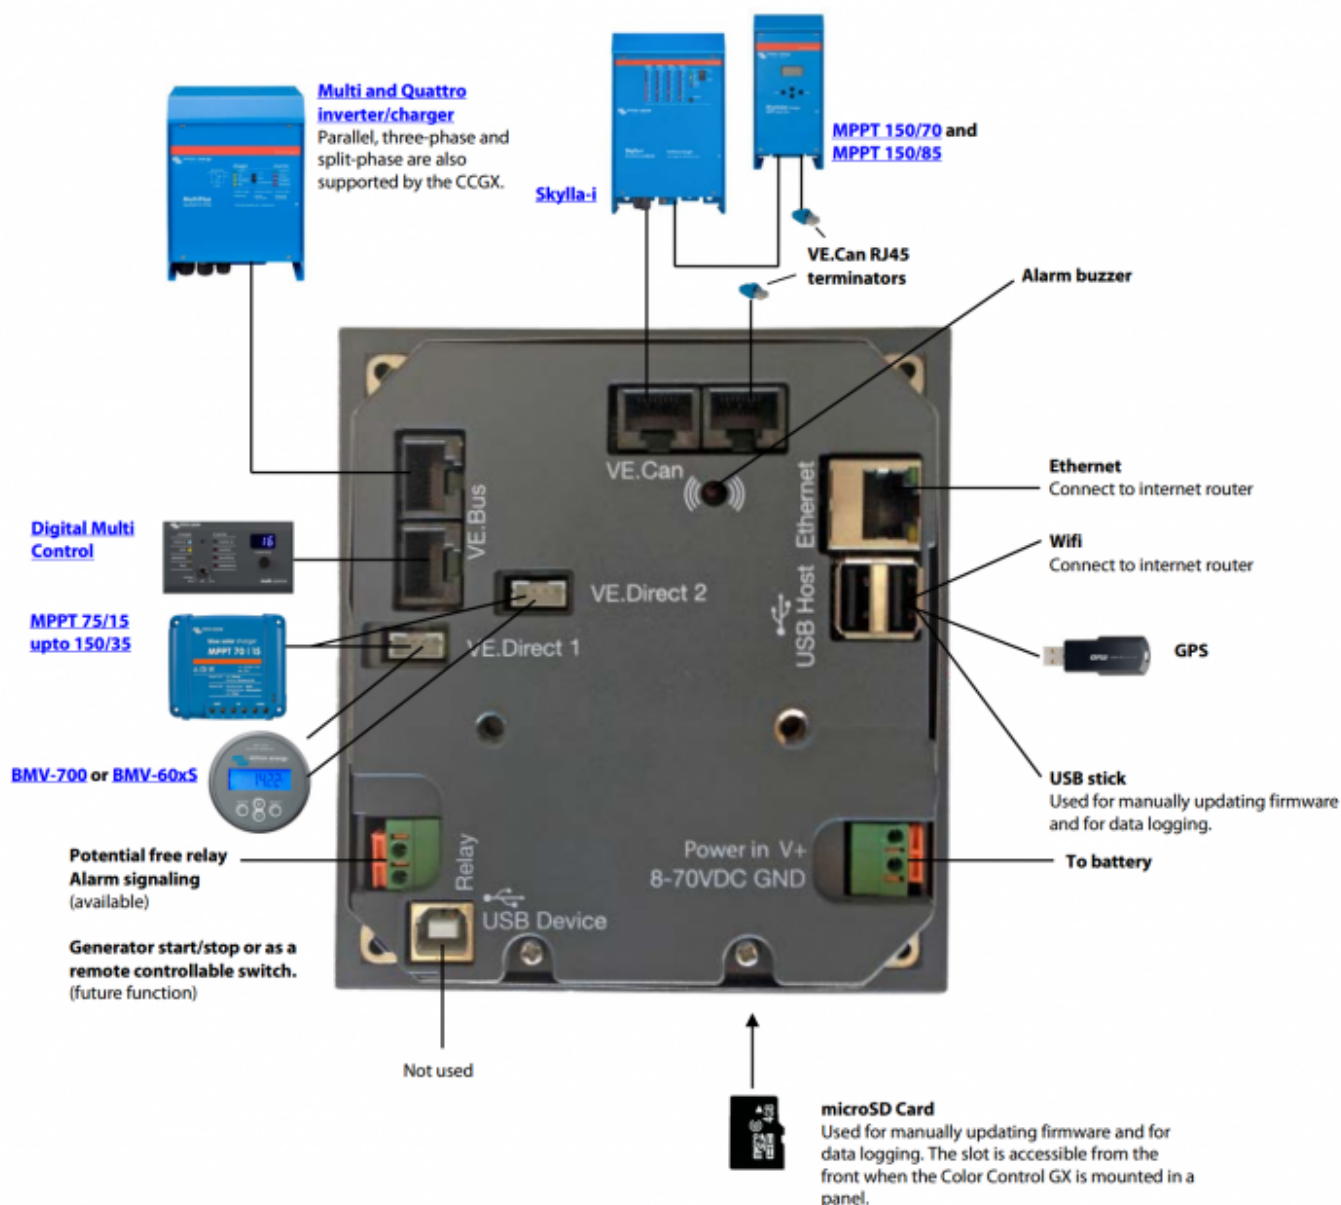 Multi and Quattro
inverter/charger
Parallel, three-phase and
split-phase are also
supported by the CCGX.
Skylla-i
MPPT 150/70 and
MPPT 150/85
VE.Can RJ45
terminators
Alarm buzzer
VE.Can
VE.Bus
Ethernet
USB Host
Ethernet
Connect to internet router
Wifi
Connect to internet router
Digital Multi
Control
16
VE.Direct 2
MPPT 75/15
upto 150/35
MPPT 70 | 15
VE.Direct 1
GPS
BMV-700 or BMV-60xS
USB stick
Used for manually updating firmware
and for data logging.
Potential free relay
Alarm signaling
(available)
Relay
Power in V+
8-70VDC GND
To battery
USB Device
Generator start/stop or as a
remote controllable switch.
(future function)
Not used
microSD Card
Used for manually updating firmware and for
data logging. The slot is accessible from the
front when the Color Control GX is mounted in a
panel.
4GB